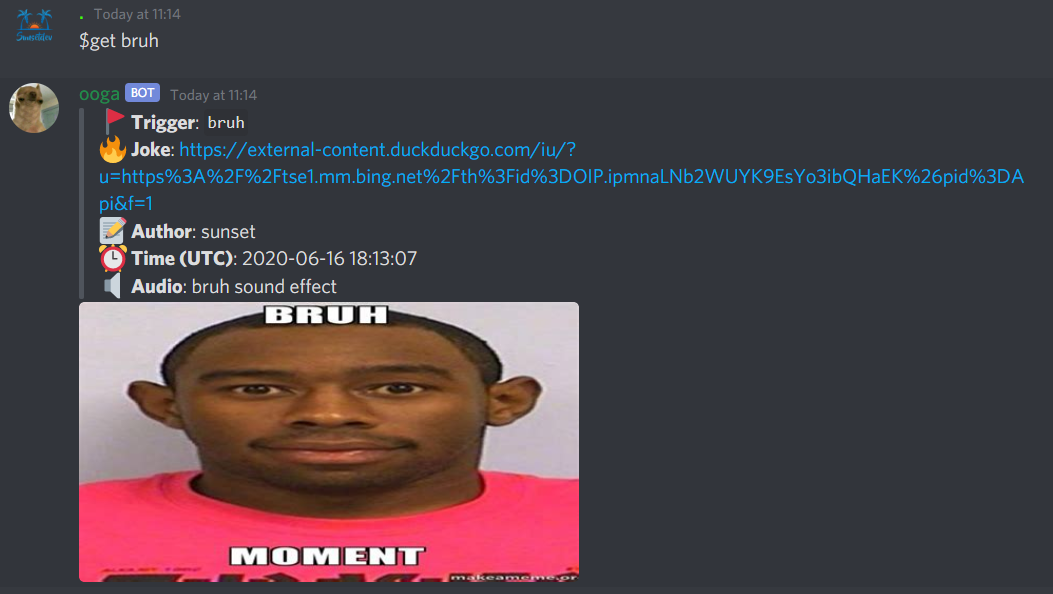 . Today at 11:14
Sunsetdev
$get bruh
ooga BOT Today at 11:14
Trigger: bruh
Joke: https://external-content.duckduckgo.com/iu/?
u=https%3A%2F%2Ftse1.mm.bing.net%2Fth%3Fid%3DOIP.ipmnaLNb2WUYK9EsYo3ibQHaEK%26pid%3DA
pi&f=1
Author: sunset
Time (UTC): 2020-06-16 18:13:07
Audio: bruh sound effect
BRUH
MOMENT
makeameme.or